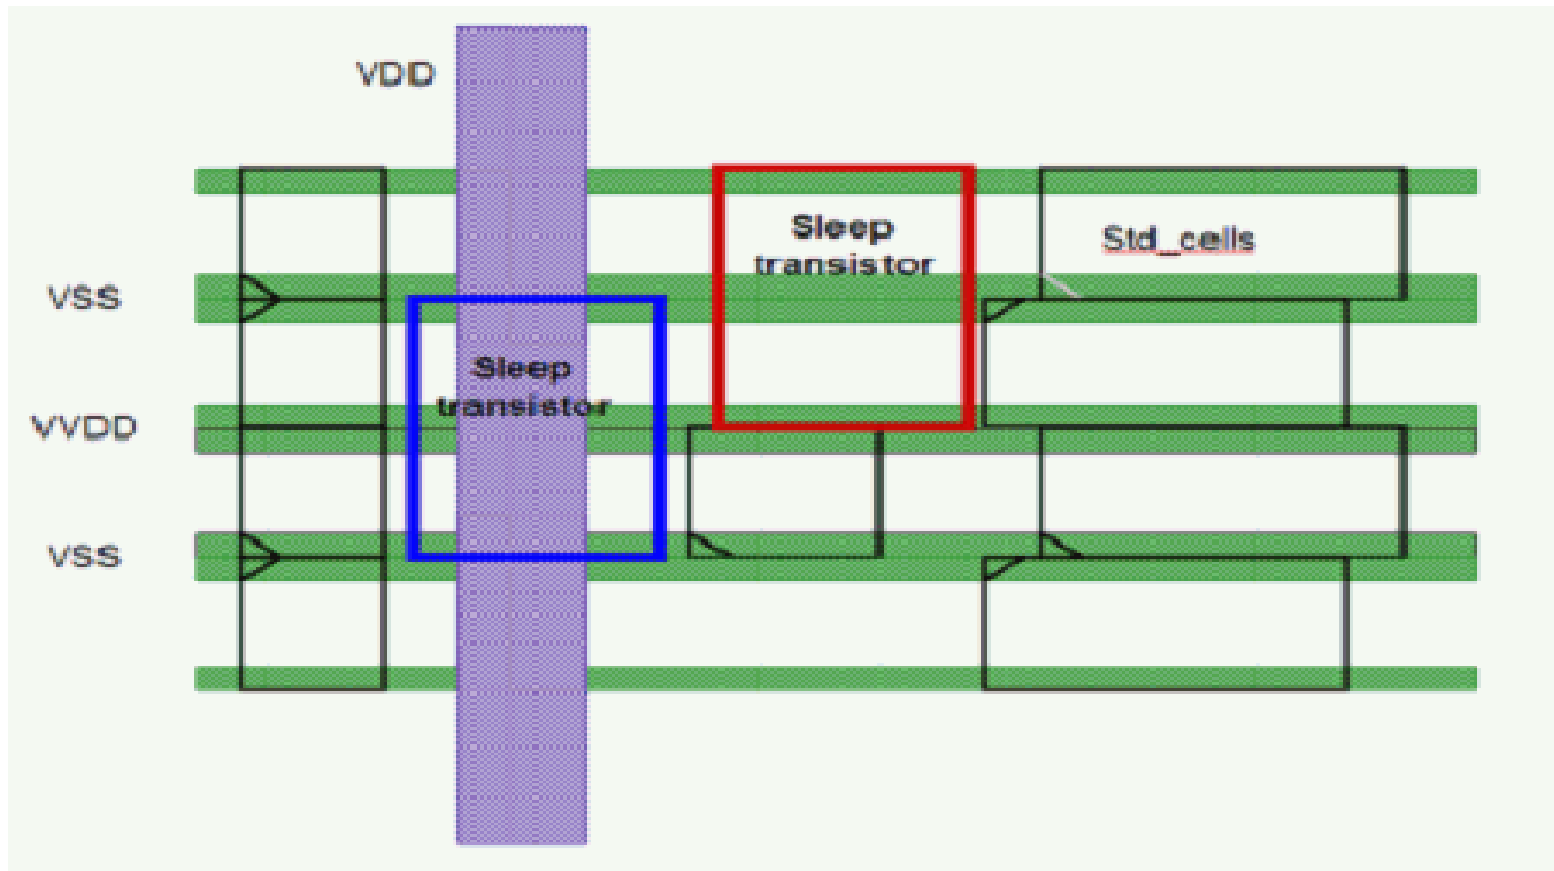 VDD
Sleep
transistor
Std_cells
VSS
Sleep
transistor
VVDD
VSS